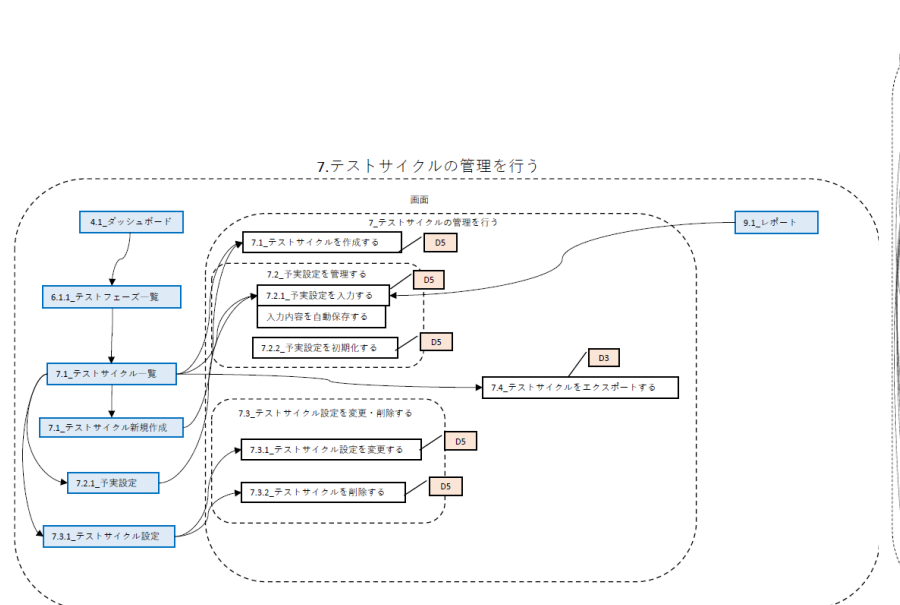 7.テストサイクルの管理を行う
画面
4.1_ダッシュボード
7_テストサイクルの管理を行う
9.1_レポート
7.1_テストサイクルを作成する
D5
7.2_予実設定を管理する
D5
6.1.1_テストフェーズ一覧
7.2.1_予実設定を入力する
入力内容を自動保存する
7.2.2_予実設定を初期化する
D5
D3
7.1_テストサイクル一覧
7.4_テストサイクルをエクスポートする
7.3_テストサイクル設定を変更・削除する
7.1_テストサイクル新規作成
D5
7.3.1_テストサイクル設定を変更する
7.2.1_予実設定
D5
7.3.2_テストサイクルを削除する
7.3.1_テストサイクル設定